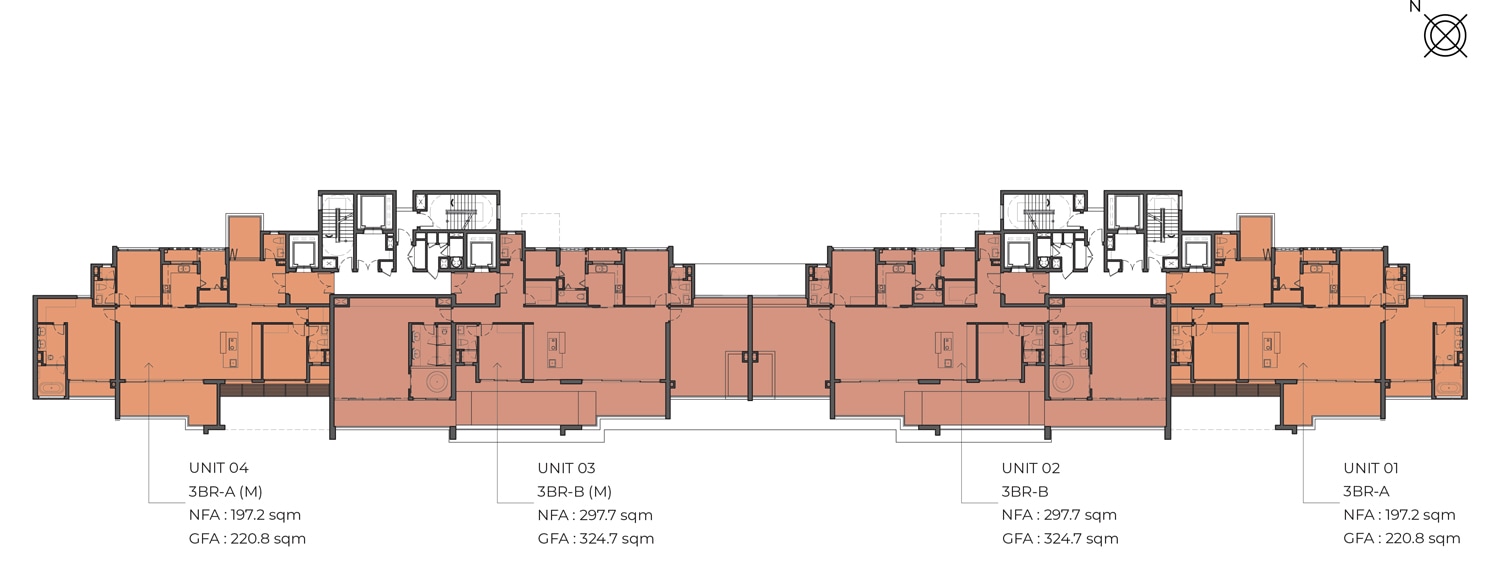 N
UNIT 04
3BR-A (M)
NFA : 197.2 sqm
GFA : 220.8 sqm
UNIT 03
3BR-B (M)
NFA : 297.7 sqm
GFA : 324.7 sqm
UNIT 02
3BR-B
NFA : 297.7 sqm
GFA : 324.7 sqm
UNIT 01
3BR-A
NFA : 197.2 sqm
GFA : 220.8 sqm